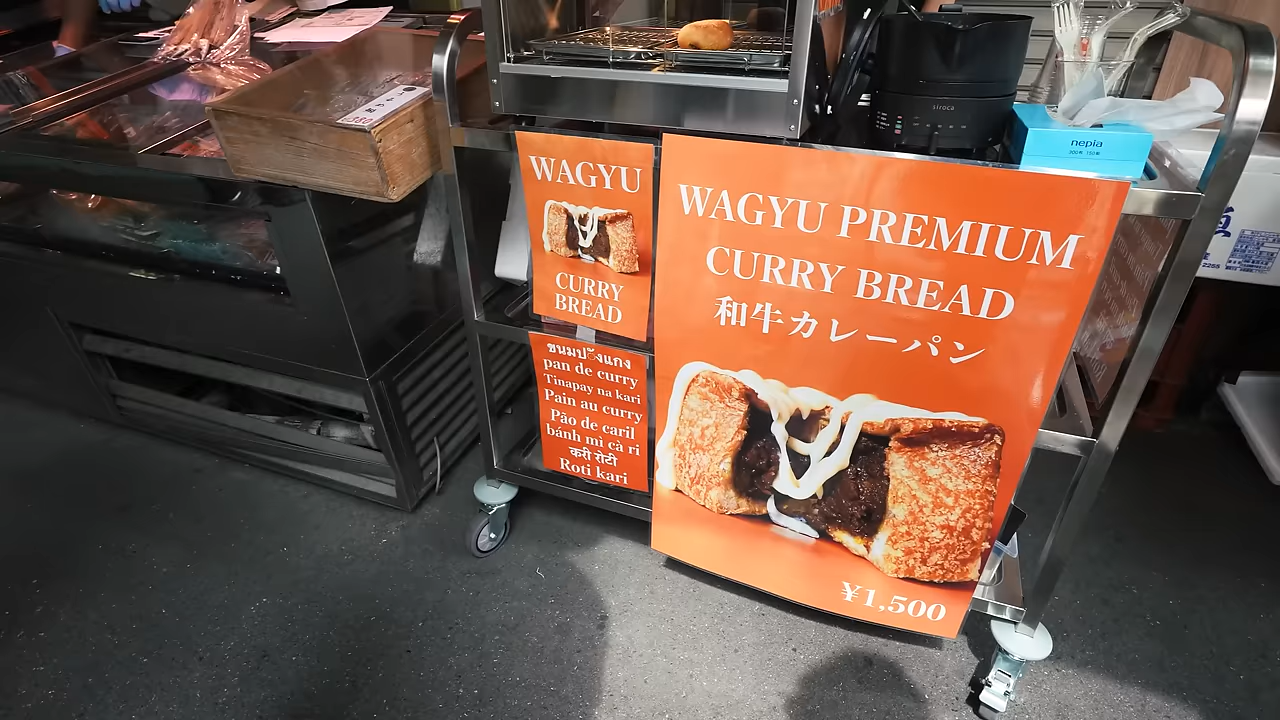 WAGYU
CURRY
BREAD
ขนมปังแกง
pan de curry
Tinapay na kari
Pain au curry
Pão de caril
bánh mì cà ri
करी रोटी
Roti kari
WAGYU PREMIUM
CURRY BREAD
和牛カレーパン
¥1,500
siroca
nepia